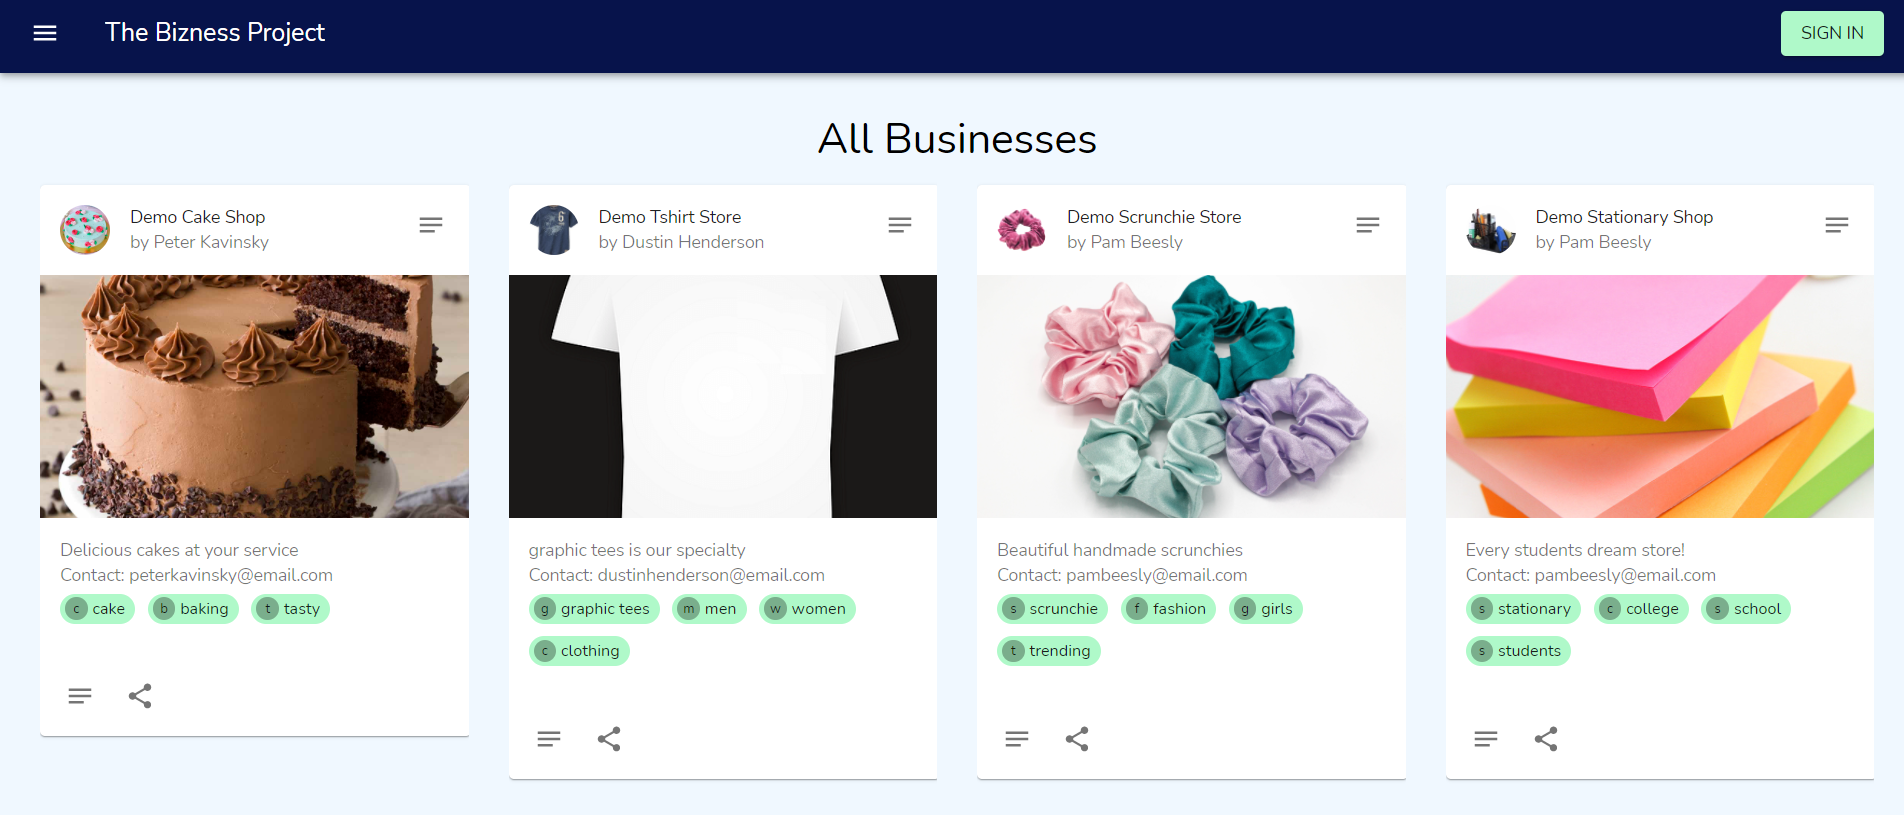 The Bizness Project
SIGN IN
All Businesses
Demo Cake Shop
by Peter Kavinsky
Delicious cakes at your service
Contact: peterkavinsky@email.com
c cake b baking t tasty
Demo Tshirt Store
by Dustin Henderson
6
graphic tees is our specialty
Contact: dustinhenderson@email.com
g graphic tees m men w women
c clothing
Demo Scrunchie Store
by Pam Beesly
Beautiful handmade scrunchies
Contact: pambeesly@email.com
s scrunchie f fashion g girls
t trending
Demo Stationary Shop
by Pam Beesly
Every students dream store!
Contact: pambeesly@email.com
s stationary c college s school
s students